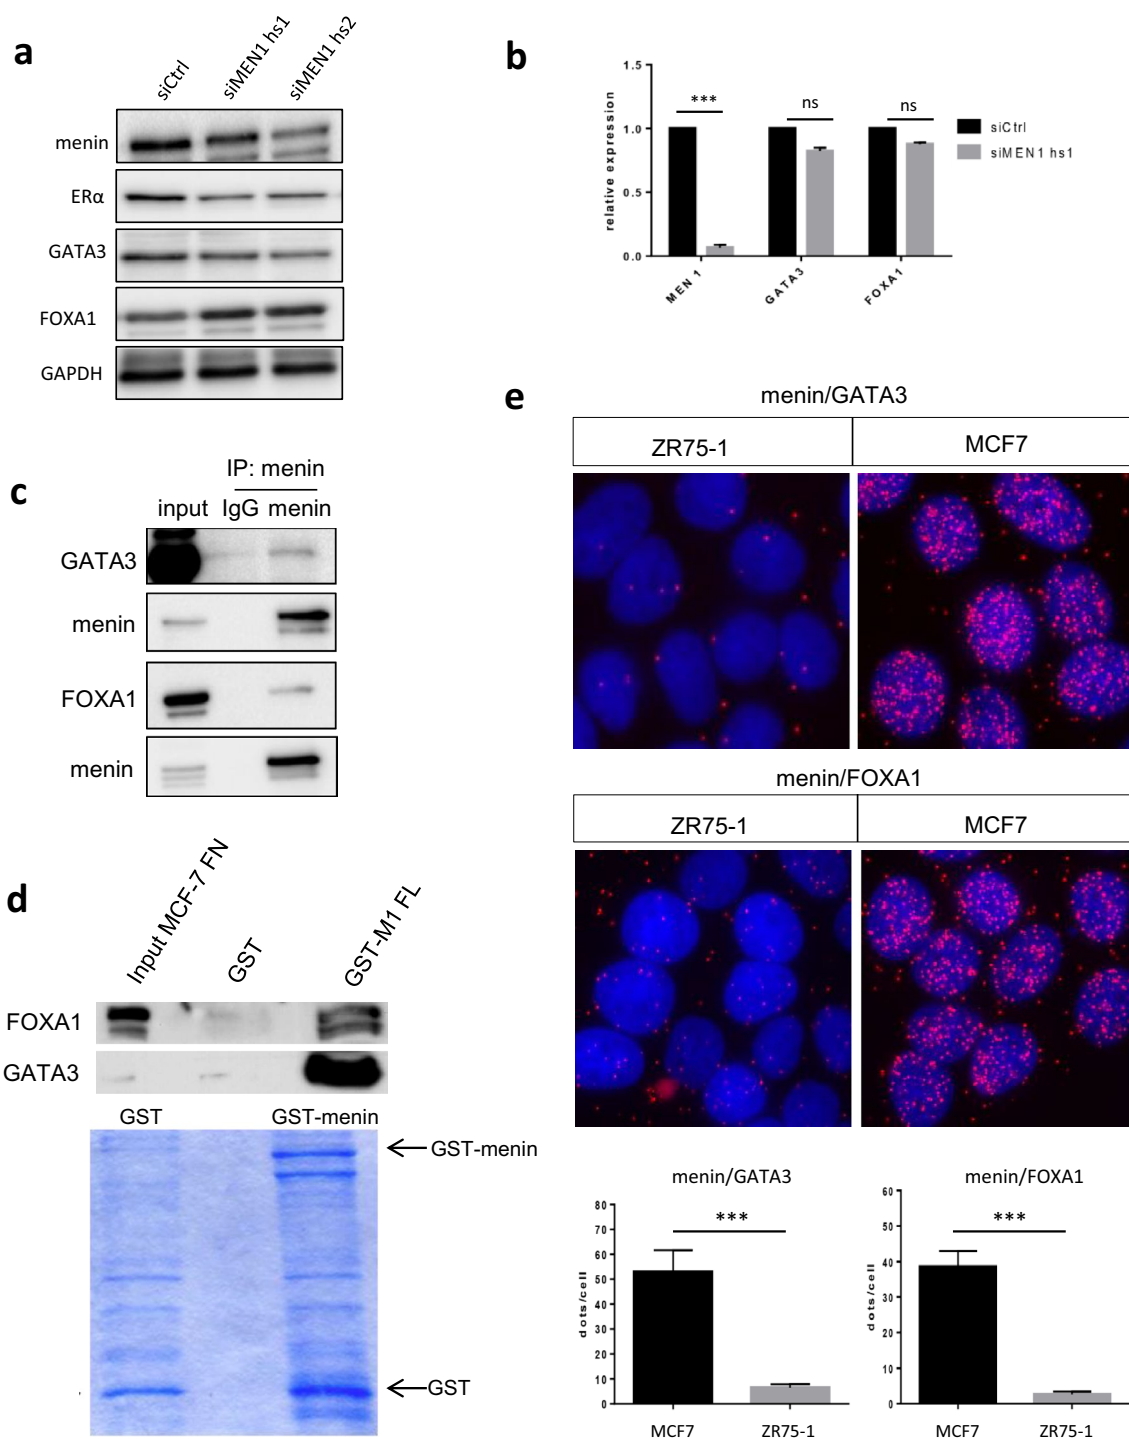 a
siCtrl
siMEN1 hs1
siMEN1 hs2
menin
ERα
GATA3
FOXA1
GAPDH
b
1.5
1.0
0.5
0.0
relative expression
***
ns
ns
siCtrl
siMEN1 hs1
MEN 1
GATA3
FOXA1
c
IP: menin
input IgG menin
GATA3
menin
FOXA1
menin
d
Input MCF-7 FN
GST
GST-M1 FL
FOXA1
GATA3
GST GST-menin
GST-menin
GST
e
menin/GATA3
ZR75-1 MCF7
menin/FOXA1
ZR75-1 MCF7
menin/GATA3
***
80
70
60
50
40
30
20
10
0
dots/cell
MCF7 ZR75-1
menin/FOXA1
***
60
50
40
30
20
10
0
dots/cell
MCF7 ZR75-1